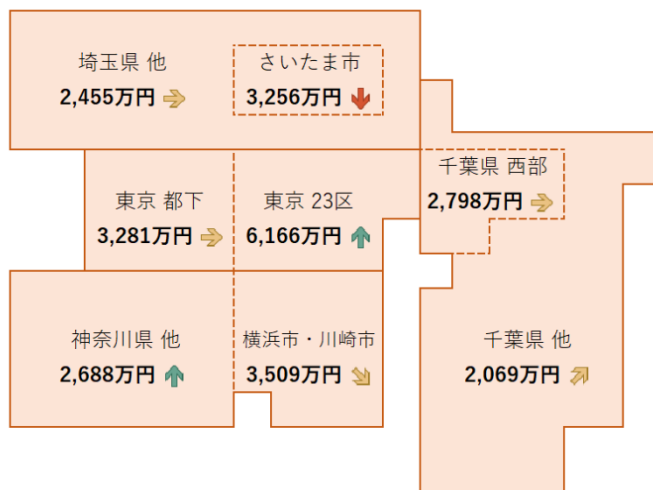 埼玉県 他
2,455万円
さいたま市
3,256万円
千葉県 西部
2,798万円
東京 都下
3,281万円
東京 23区
6,166万円
神奈川県 他
2,688万円
横浜市・川崎市
3,509万円
千葉県 他
2,069万円